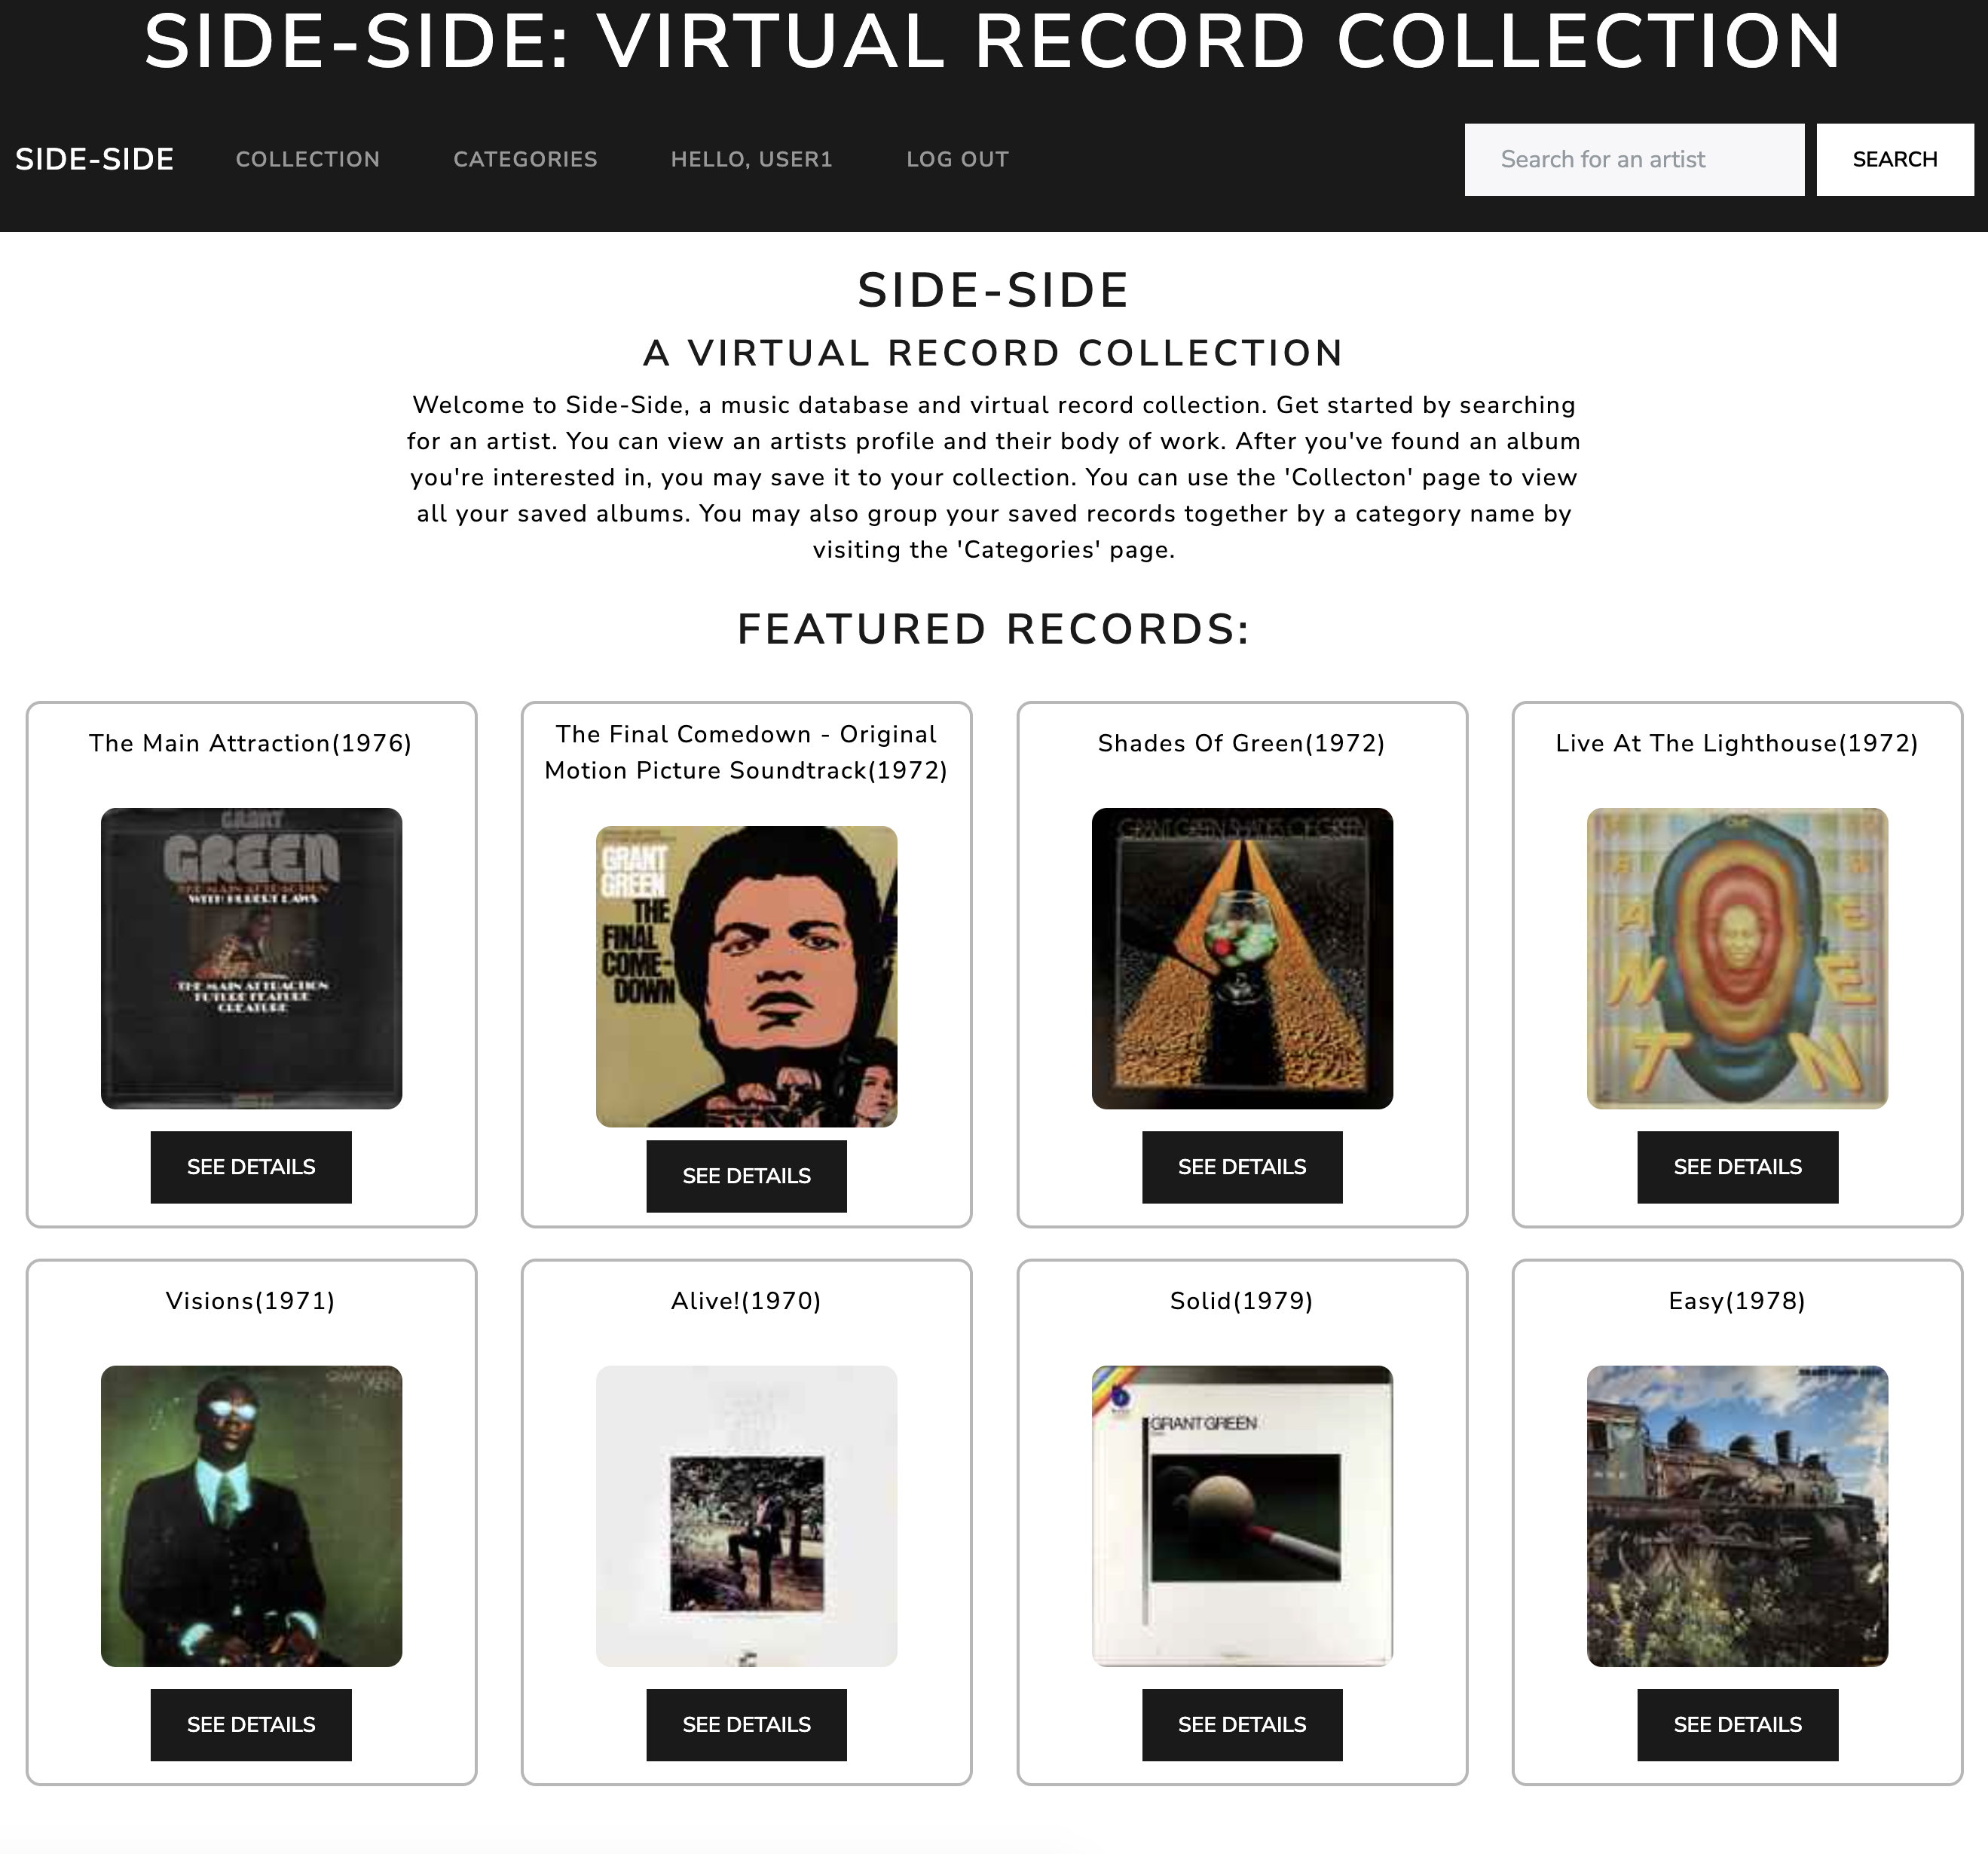 SIDE-SIDE: VIRTUAL RECORD COLLECTION
SIDE-SIDE COLLECTION CATEGORIES HELLO, USER1 LOG OUT Search for an artist SEARCH
SIDE-SIDE
A VIRTUAL RECORD COLLECTION
Welcome to Side-Side, a music database and virtual record collection. Get started by searching
for an artist. You can view an artists profile and their body of work. After you've found an album
you're interested in, you may save it to your collection. You can use the 'Collecton' page to view
all your saved albums. You may also group your saved records together by a category name by
visiting the 'Categories' page.
FEATURED RECORDS:
The Main Attraction(1976)
GRANT
GREEN
THE MAIN ATTRACTION
WITH HUBERT LAWS
THE MAIN ATTRACTION
FUTURE FEATURE
CREATURE
SEE DETAILS
The Final Comedown - Original
Motion Picture Soundtrack(1972)
GRANT
GREEN
THE
FINAL
COME-
DOWN
SEE DETAILS
Shades Of Green(1972)
GRANT GREEN SHADES OF GREEN
SEE DETAILS
Live At The Lighthouse(1972)
A E
N E
T N
SEE DETAILS
Visions(1971)
SEE DETAILS
Alive!(1970)
SEE DETAILS
Solid(1979)
GRANT GREEN
SEE DETAILS
Easy(1978)
SEE DETAILS